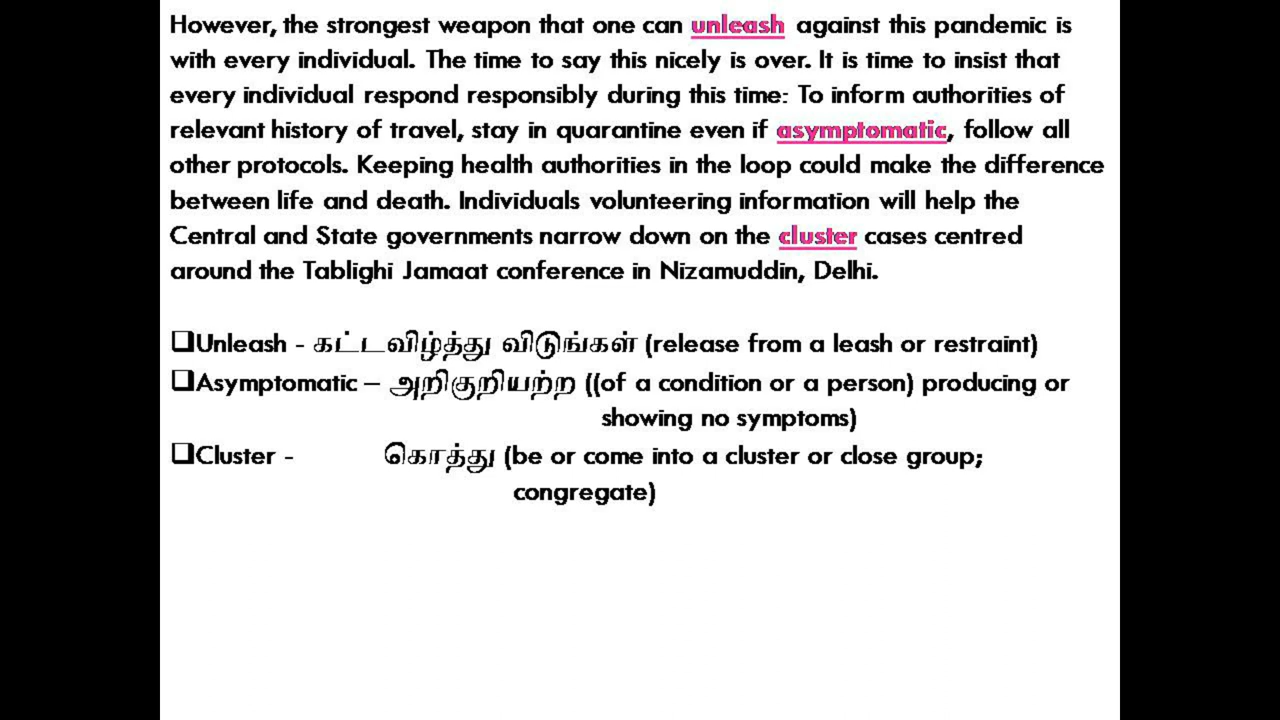 However, the strongest weapon that one can unleash against this pandemic is
with every individual. The time to say this nicely is over. It is time to insist that
every individual respond responsibly during this time: To inform authorities of
relevant history of travel, stay in quarantine even if asymptomatic, follow all
other protocols. Keeping health authorities in the loop could make the difference
between life and death. Individuals volunteering information will help the
Central and State governments narrow down on the cluster cases centred
around the Tablighi Jamaat conference in Nizamuddin, Delhi.
❑Unleash - கட்டவிழ்த்து விடுங்கள் (release from a leash or restraint)
❑Asymptomatic – அறிகுறியற்ற ((of a condition or a person) producing or
showing no symptoms)
❑Cluster - கொத்து (be or come into a cluster or close group;
congregate)